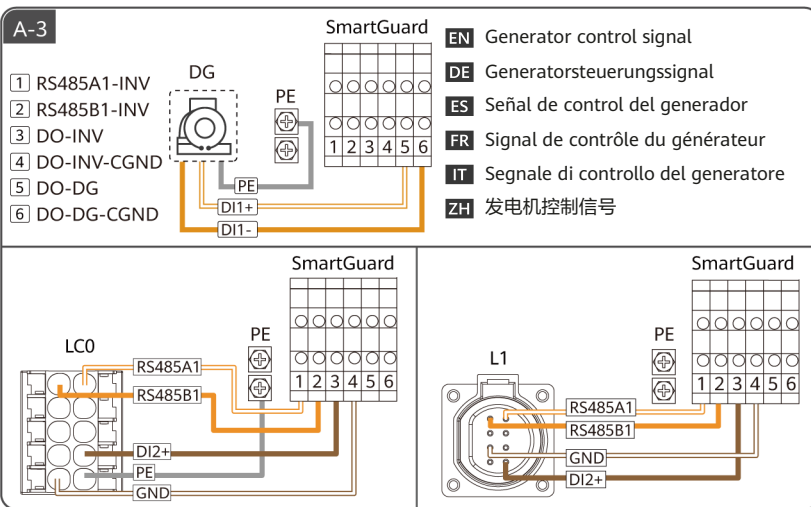 A-3
1 RS485A1-INV
2 RS485B1-INV
3 DO-INV
4 DO-INV-CGND
5 DO-DG
6 DO-DG-CGND
DG
PE
SmartGuard
1 2 3 4 5 6
PE
DI1+
DI1-
EN Generator control signal
DE Generatorsteuerungssignal
ES Señal de control del generador
FR Signal de contrôle du générateur
IT Segnale di controllo del generatore
ZH 发电机控制信号
SmartGuard
PE
LC0
1 2 3 4 5 6
RS485A1
RS485B1
DI2+
PE
GND
SmartGuard
PE
L1
1 2 3 4 5 6
RS485A1
RS485B1
GND
DI2+